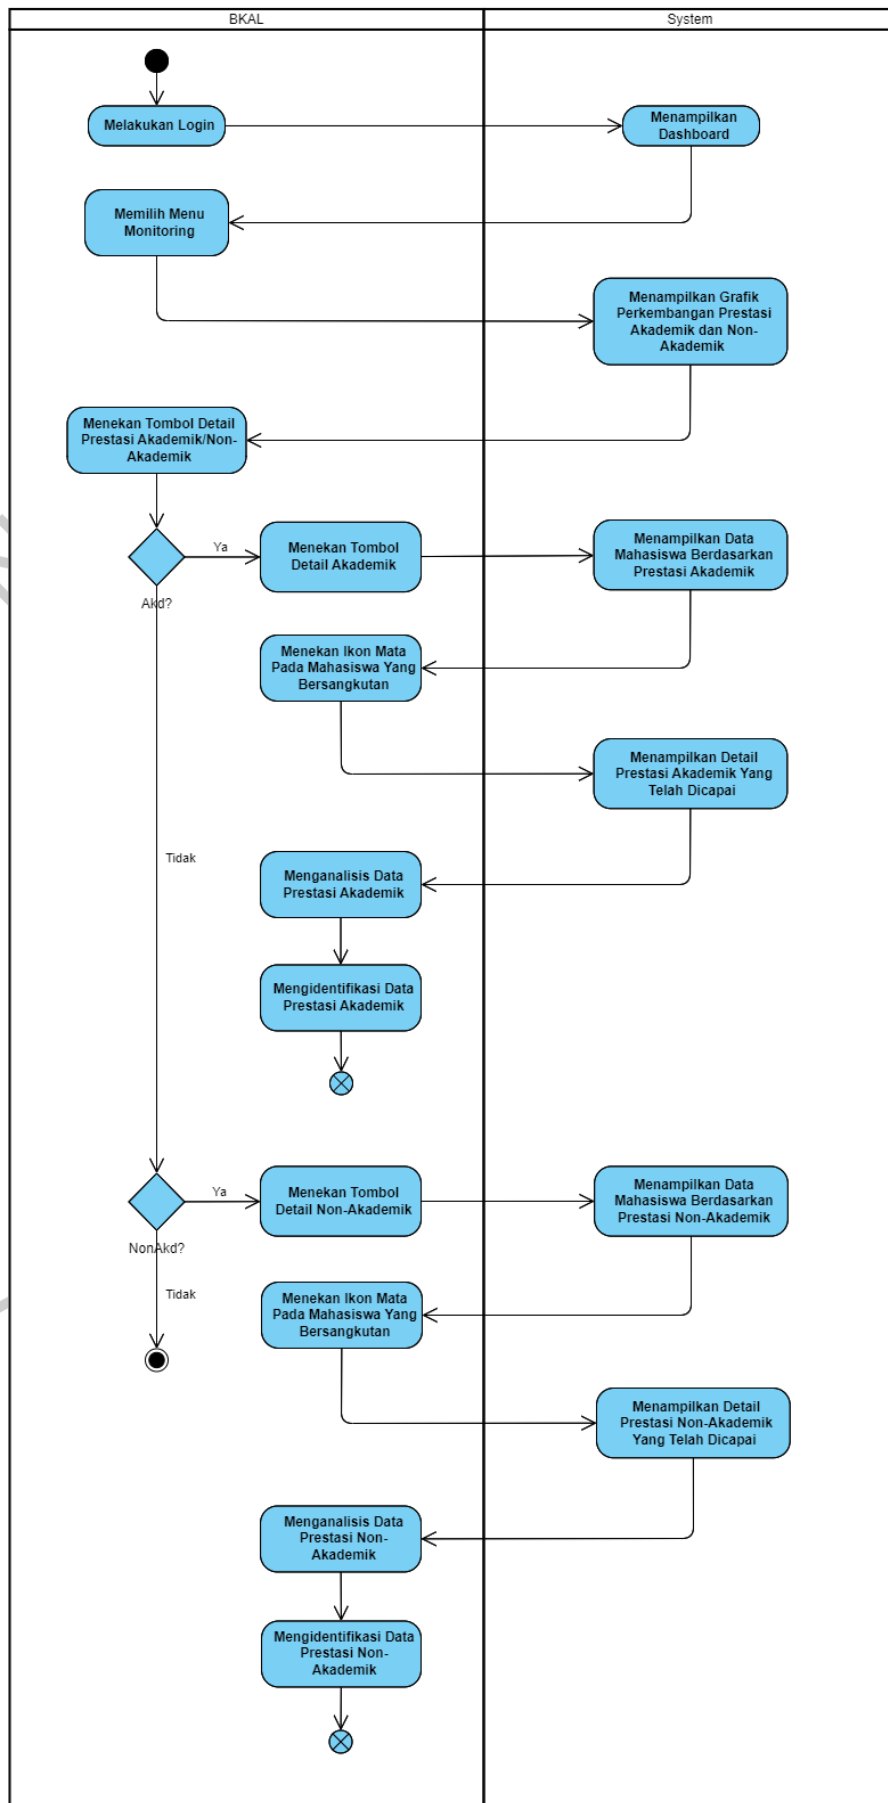 BKAL
System
Melakukan Login
Menampilkan
Dashboard
Memilih Menu
Monitoring
Menampilkan Grafik
Perkembangan Prestasi
Akademik dan Non-
Akademik
Menekan Tombol Detail
Prestasi Akademik/Non-
Akademik
Ya
Akd?
Menekan Tombol
Detail Akademik
Menampilkan Data
Mahasiswa Berdasarkan
Prestasi Akademik
Menekan Ikon Mata
Pada Mahasiswa Yang
Bersangkutan
Menampilkan Detail
Prestasi Akademik Yang
Telah Dicapai
Tidak
Menganalisis Data
Prestasi Akademik
Mengidentifikasi Data
Prestasi Akademik
Ya
NonAkd?
Menekan Tombol
Detail Non-Akademik
Menampilkan Data
Mahasiswa Berdasarkan
Prestasi Non-Akademik
Tidak
Menekan Ikon Mata
Pada Mahasiswa Yang
Bersangkutan
Menampilkan Detail
Prestasi Non-Akademik
Yang Telah Dicapai
Menganalisis Data
Prestasi Non-
Akademik
Mengidentifikasi Data
Prestasi Non-
Akademik